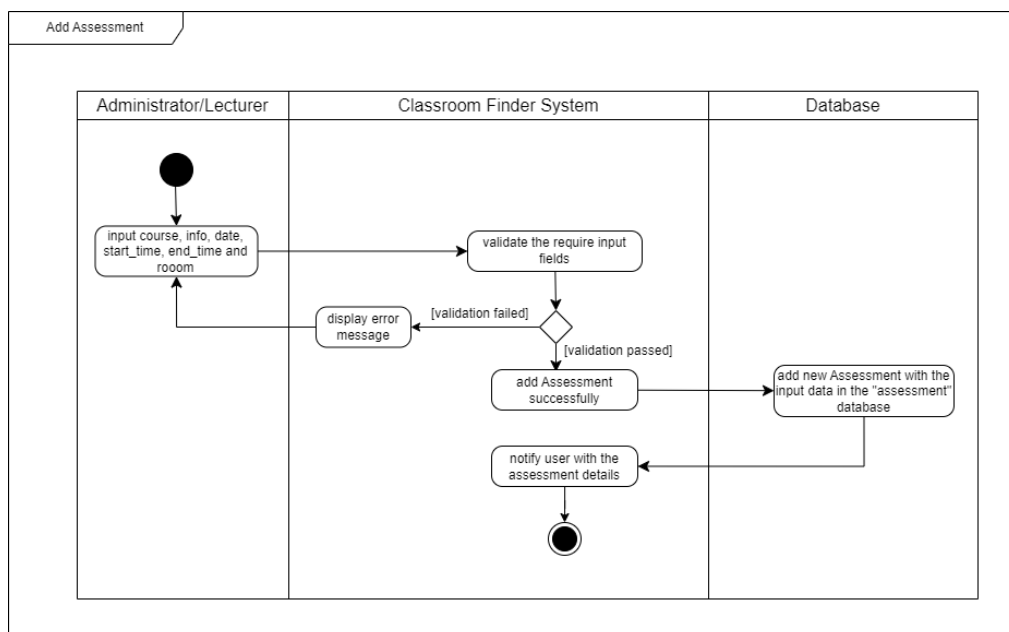 Add Assessment
Administrator/Lecturer
Classroom Finder System
Database
input course, info, date,
start_time, end_time and
rooom
validate the require input
fields
[validation failed]
display error
message
[validation passed]
add Assessment
successfully
add new Assessment with the
input data in the "assessment"
database
notify user with the
assessment details